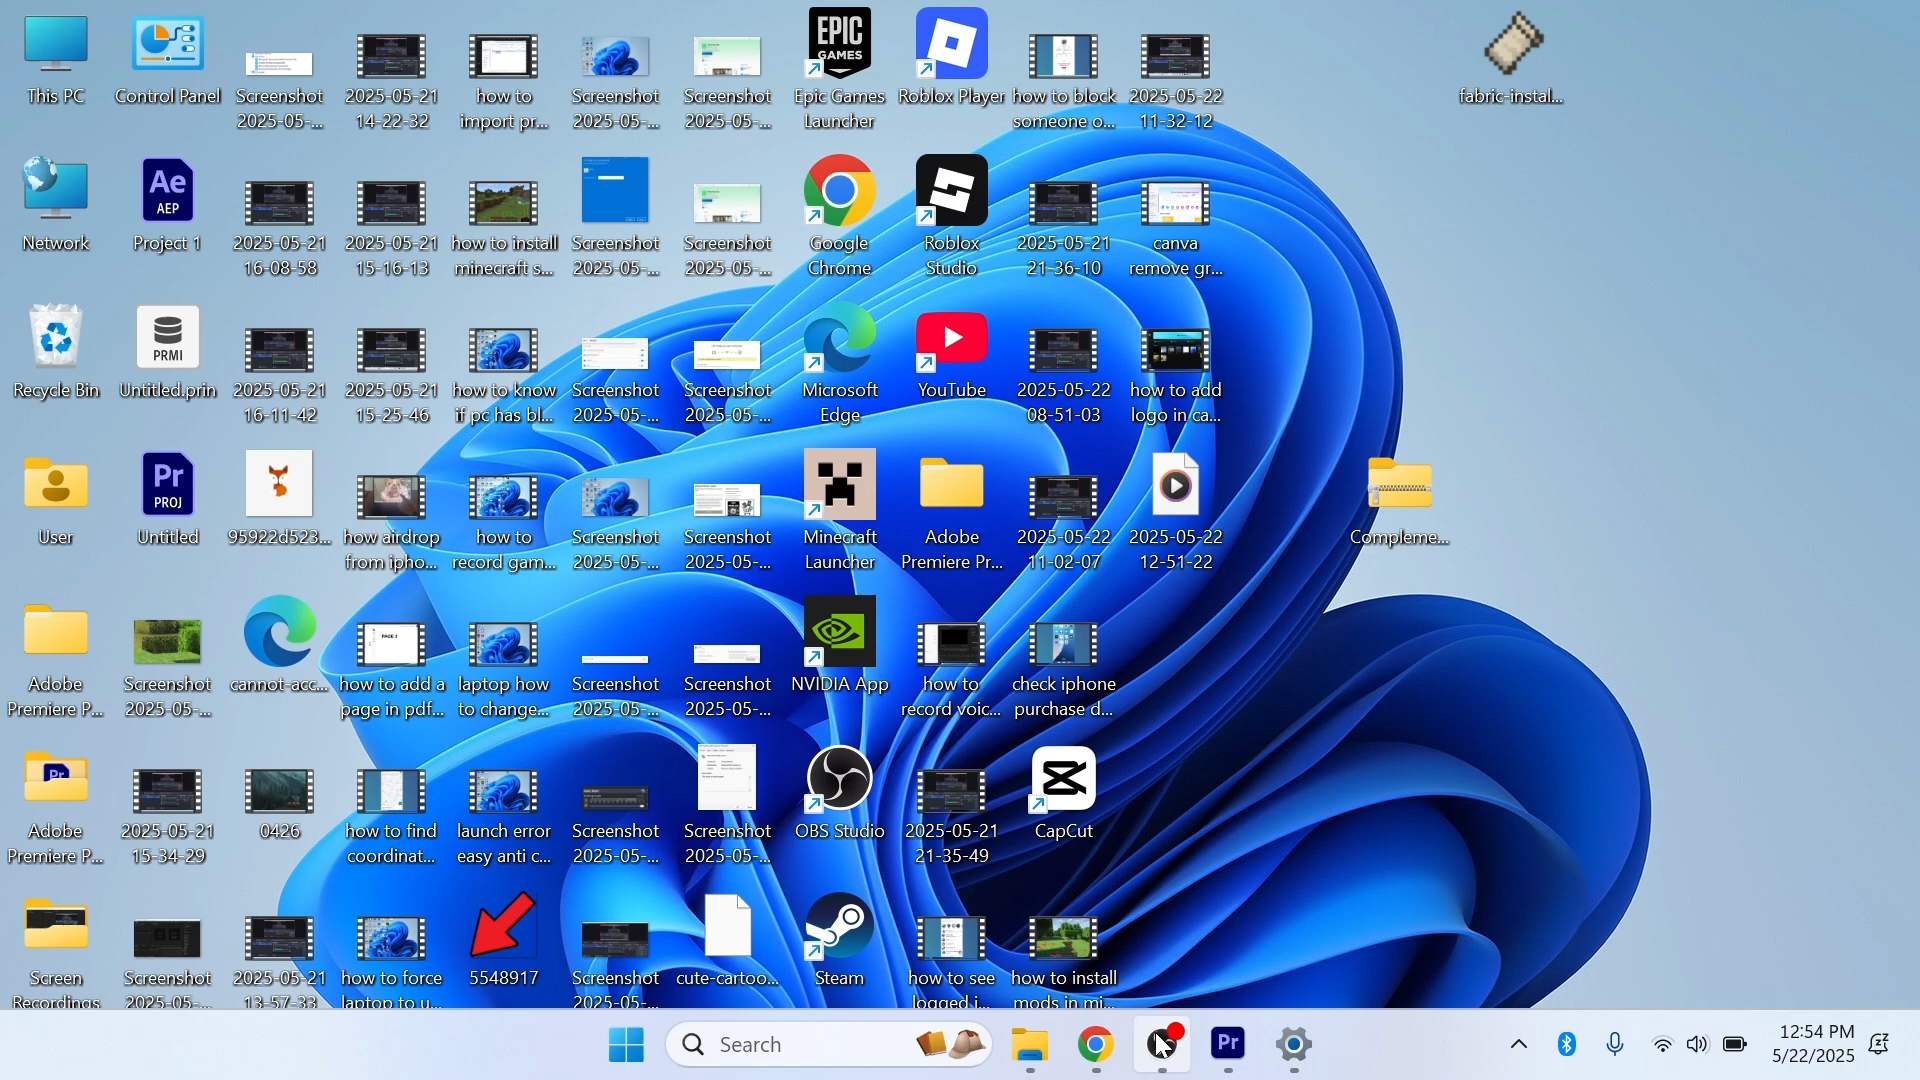 This PC
Control Panel
Screenshot
2025-05-...
2025-05-21
14-22-32
how to
import pr...
Screenshot
2025-05-...
Screenshot
2025-05-...
EPIC
GAMES
Epic Games
Launcher
Roblox Player
how to block
someone o...
2025-05-22
11-32-12
fabric-instal...
Network
Ae
AEP
Project 1
2025-05-21
16-08-58
2025-05-21
15-16-13
how to install
minecraft s...
Screenshot
2025-05-...
Screenshot
2025-05-...
Google
Chrome
Roblox
Studio
2025-05-21
21-36-10
canva
remove gr...
Recycle Bin
PRMI
Untitled.prin
2025-05-21
16-11-42
2025-05-21
15-25-46
how to know
if pc has bl...
Screenshot
2025-05-...
Screenshot
2025-05-...
Microsoft
Edge
YouTube
2025-05-22
08-51-03
how to add
logo in ca...
User
Pr
PROJ
Untitled
95922d523...
how airdrop
from ipho...
how to
record gam...
Screenshot
2025-05-...
Screenshot
2025-05-...
Minecraft
Launcher
Adobe
Premiere Pr...
2025-05-22
11-02-07
2025-05-22
12-51-22
Compleme...
Adobe
Premiere P...
Screenshot
2025-05-...
cannot-acc...
PAGE 3
how to add a
page in pdf...
laptop how
to change...
Screenshot
2025-05-...
Screenshot
2025-05-...
NVIDIA App
how to
record voic...
check iphone
purchase d...
Pr
Adobe
Premiere P...
2025-05-21
15-34-29
0426
how to find
coordinat...
launch error
easy anti c...
Screenshot
2025-05-...
Screenshot
2025-05-...
OBS Studio
2025-05-21
21-35-49
CapCut
Screen
Recordings
Screenshot
2025-05-...
2025-05-21
13-57-33
how to force
laptop to u...
5548917
Screenshot
2025-05-...
cute-cartoo...
Steam
how to see
logged i...
how to install
mods in mi...
Search
Pr
12:54 PM
5/22/2025